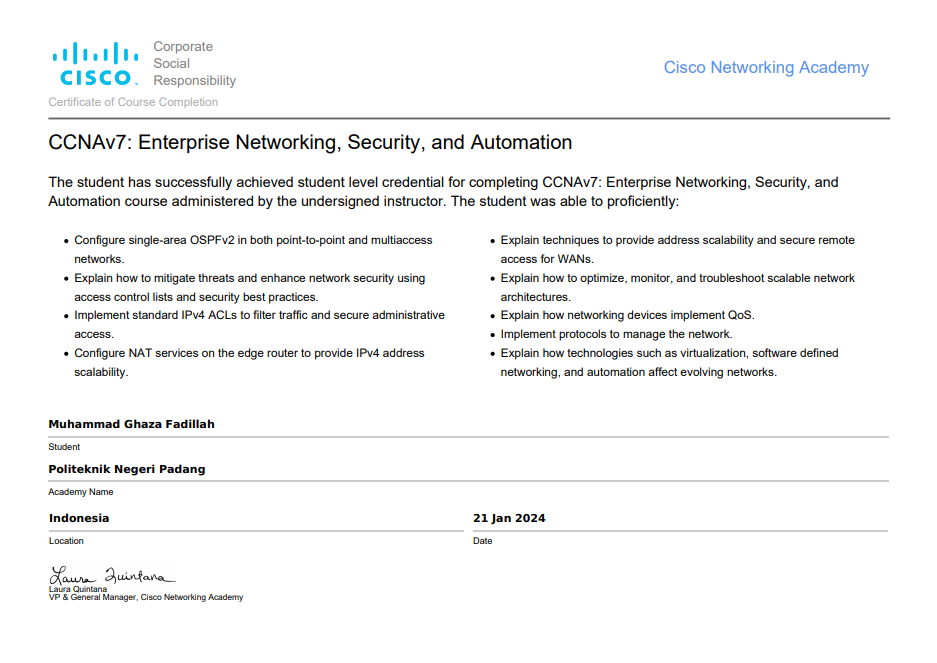 CISCO
Corporate
Social
Responsibility
Cisco Networking Academy
Certificate of Course Completion
CCNAv7: Enterprise Networking, Security, and Automation
The student has successfully achieved student level credential for completing CCNAv7: Enterprise Networking, Security, and
Automation course administered by the undersigned instructor. The student was able to proficiently:
• Configure single-area OSPFv2 in both point-to-point and multiaccess
networks.
• Explain how to mitigate threats and enhance network security using
access control lists and security best practices.
• Implement standard IPv4 ACLs to filter traffic and secure administrative
access.
• Configure NAT services on the edge router to provide IPv4 address
scalability.
• Explain techniques to provide address scalability and secure remote
access for WANs.
• Explain how to optimize, monitor, and troubleshoot scalable network
architectures.
• Explain how networking devices implement QoS.
• Implement protocols to manage the network.
• Explain how technologies such as virtualization, software defined
networking, and automation affect evolving networks.
Muhammad Ghaza Fadillah
Student
Politeknik Negeri Padang
Academy Name
Indonesia
Location
21 Jan 2024
Date
Laura Quintana
Laura Quintana
VP & General Manager, Cisco Networking Academy